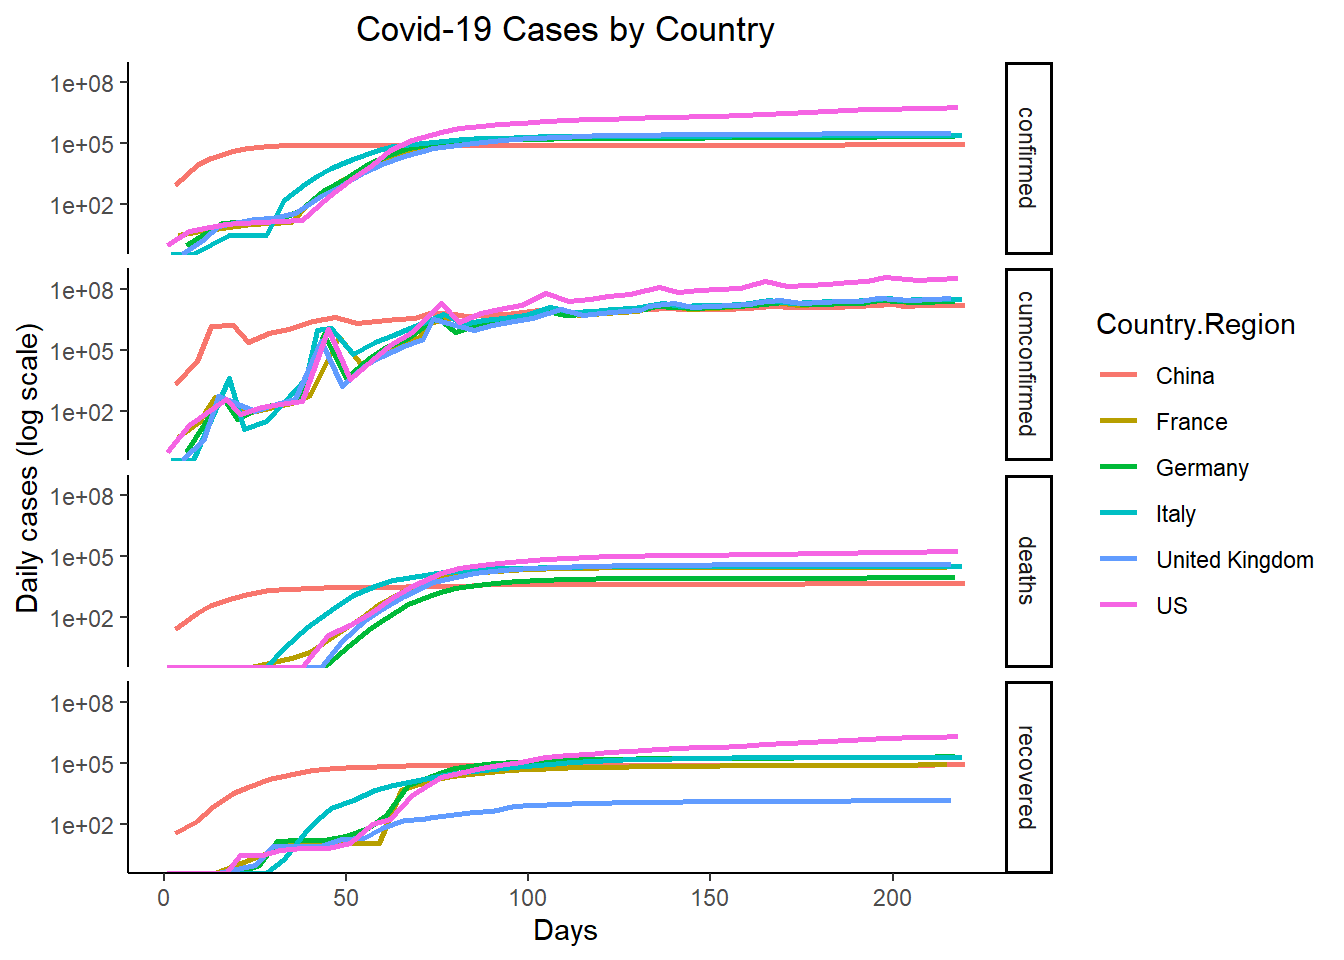 Covid-19 Cases by Country
Daily cases (log scale)
1e+08
1e+05
1e+02
confirmed
1e+08
1e+05
1e+02
cumconfirmed
1e+08
1e+05
1e+02
deaths
1e+08
1e+05
1e+02
recovered
0 50 100 150 200
Days
Country.Region
China
France
Germany
Italy
United Kingdom
US